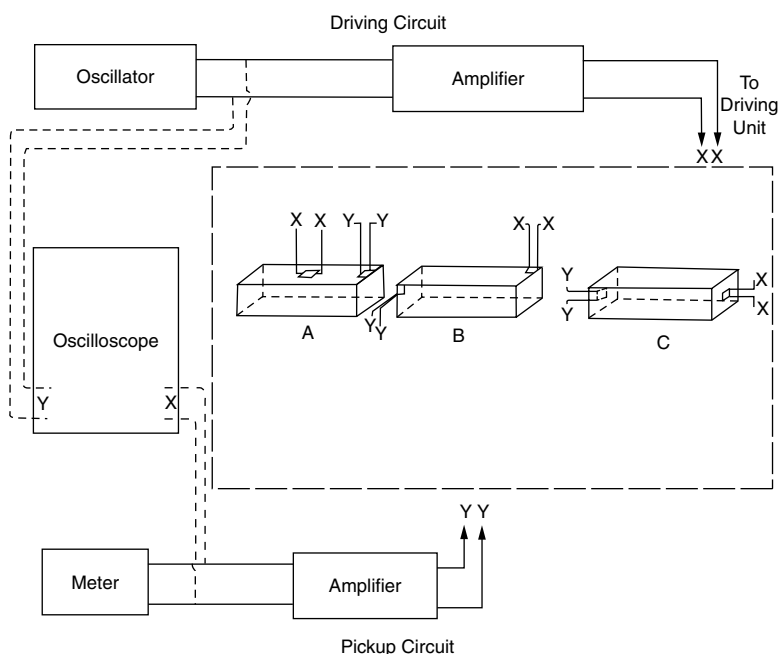 Driving Circuit
Oscillator
Amplifier
To
Driving
Unit
X X
X X Y Y
X X
Y
Y
X
X
Y
Y
A
B
C
Oscilloscope
Y X
Y Y
Meter
Amplifier
Pickup Circuit